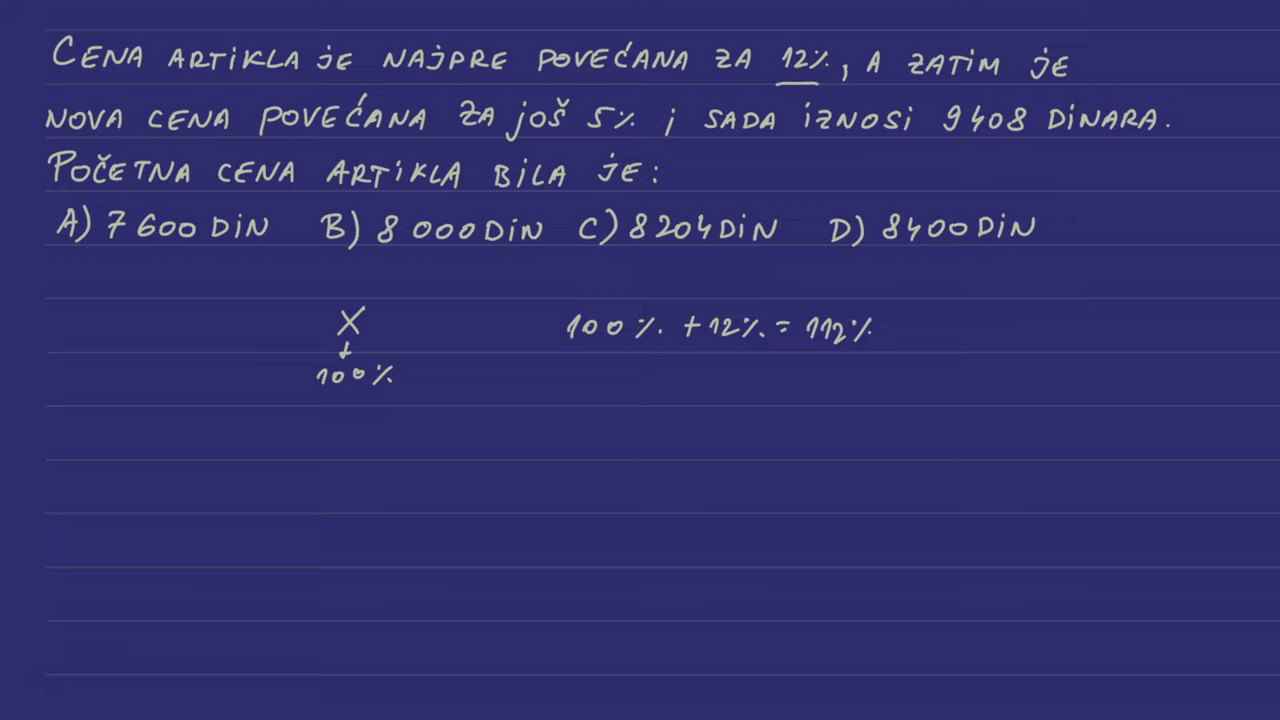 CENA ARTIKLA JE NAJPRE POVEĆANA ZA 12%, A ZATIM JE
NOVA CENA POVEĆANA ZA JOŠ 5% I SADA IZNOSI 9408 DINARA.
POČETNA CENA ARTIKLA BILA JE:
A) 7600 DIN B) 8000 DIN C) 8204 DIN D) 8400 DIN
X 100% + 12% = 112%
↓
100%